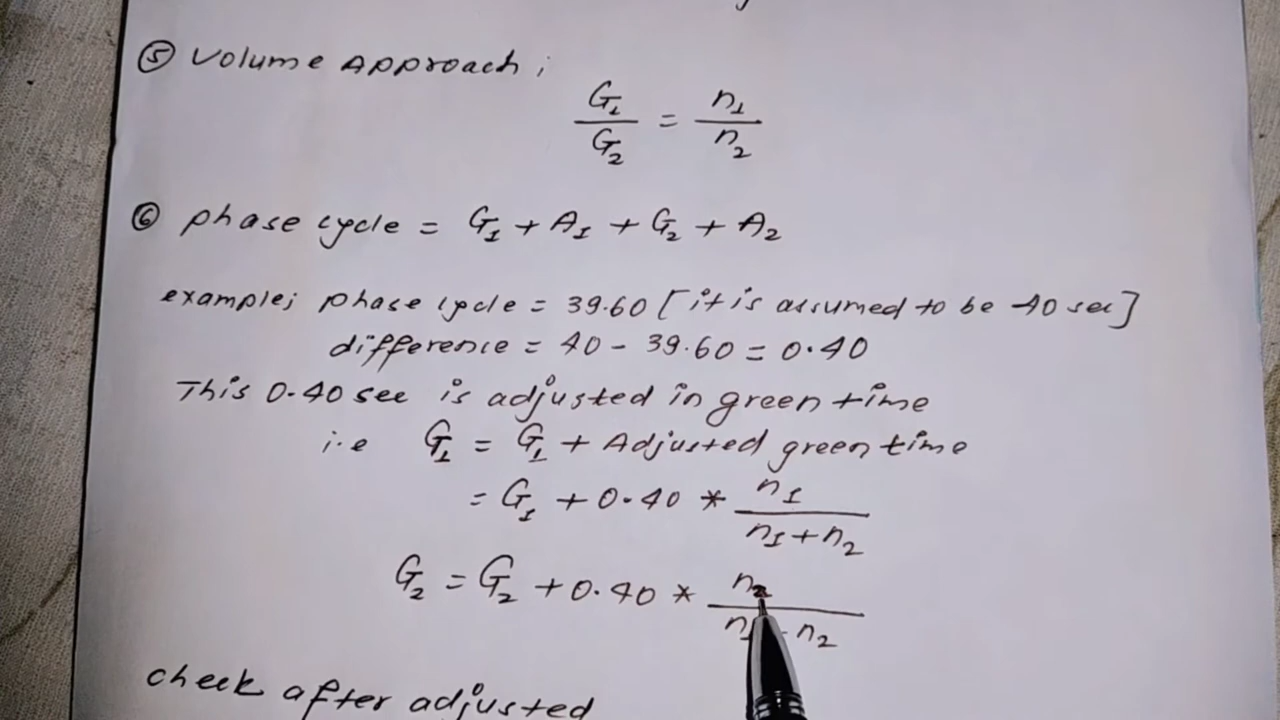 ⑤ Volume Approach ;
G₁/G₂ = n₁/n₂
⑥ phase cycle = G₁ + A₁ + G₂ + A₂
example; phase cycle = 39.60 [it is assumed to be 40 sec]
difference = 40 - 39.60 = 0.40
This 0.40 sec is adjusted in green time
i.e G₁ = G₁ + Adjusted green time
= G₁ + 0.40 * n₁/(n₁+n₂)
G₂ = G₂ + 0.40 * n₂/n₁ n₂
check after adjusted